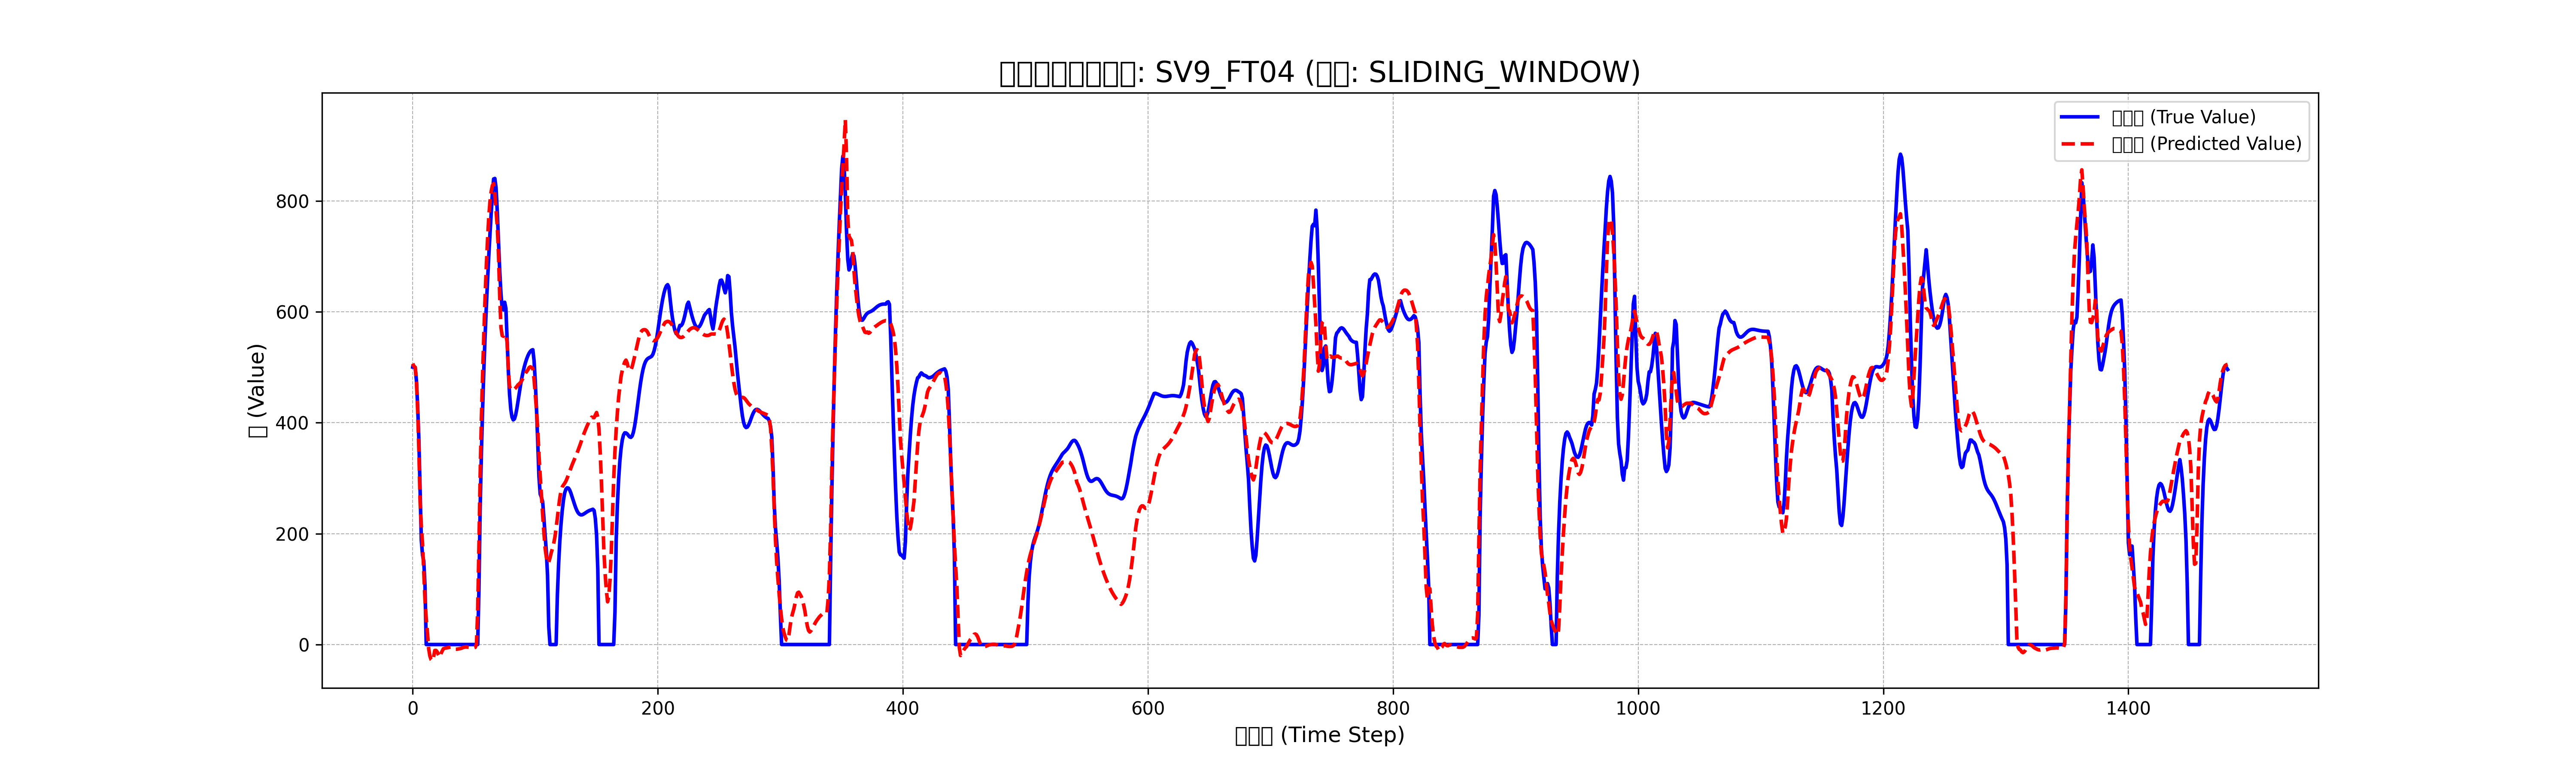 □□□□□□□□: SV9_FT04 (□□: SLIDING_WINDOW)
□□□ (True Value)
□□□ (Predicted Value)
□ (Value)
800
600
400
200
0
0 200 400 600 800 1000 1200 1400
□□□ (Time Step)